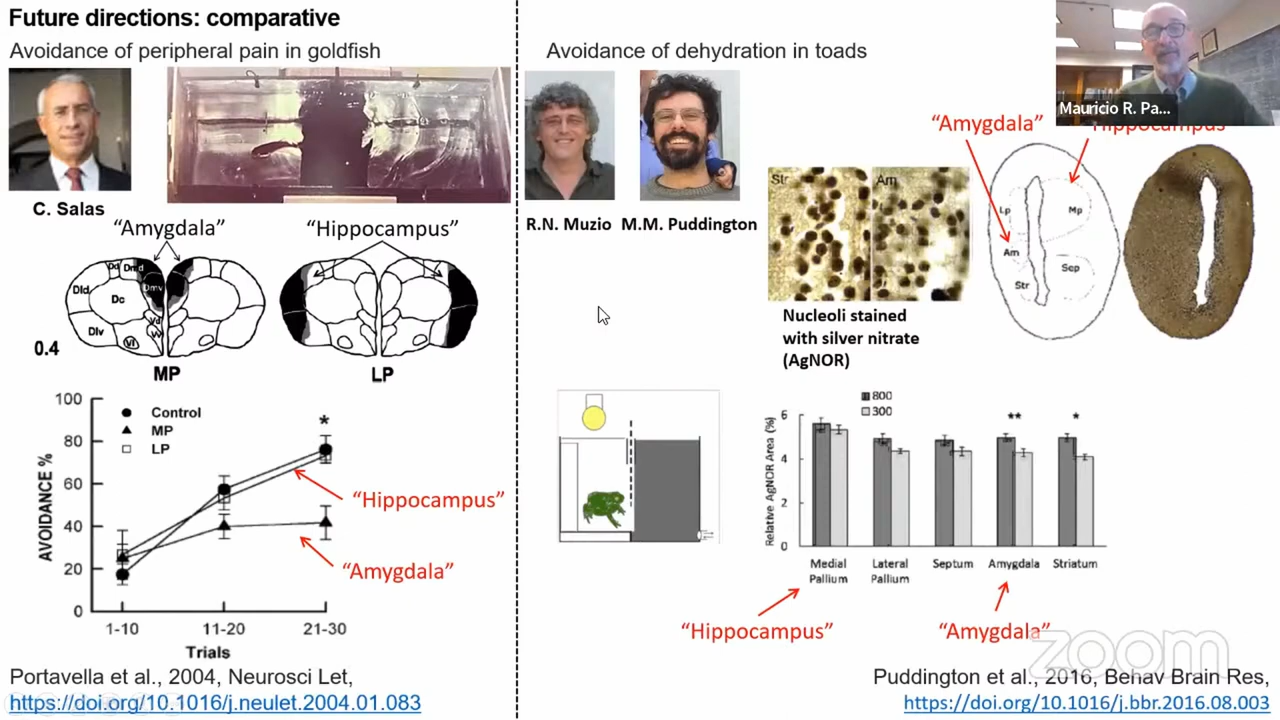 Future directions: comparative
Avoidance of peripheral pain in goldfish
C. Salas
“Amygdala”
“Hippocampus”
Dd
Dmd
Dmv
Dld
Dc
Dlv
Vd
Vv
Vl
0.4
MP
LP
100
80
60
40
20
0
AVOIDANCE %
Control
MP
LP
*
“Hippocampus”
“Amygdala”
1-10
11-20
21-30
Trials
Portavella et al., 2004, Neurosci Let,
https://doi.org/10.1016/j.neulet.2004.01.083
Avoidance of dehydration in toads
R.N. Muzio
M.M. Puddington
Mauricio R. Pa...
“Amygdala”
“Hippocampus”
Str
Am
Nucleoli stained
with silver nitrate
(AgNOR)
Lp
Mp
Am
Sep
Str
800
300
**
*
Relative AgNOR Area (%)
6
4
2
0
Medial Pallium
Lateral Pallium
Septum
Amygdala
Striatum
“Hippocampus”
“Amygdala”
zoom
Puddington et al., 2016, Behav Brain Res,
https://doi.org/10.1016/j.bbr.2016.08.003